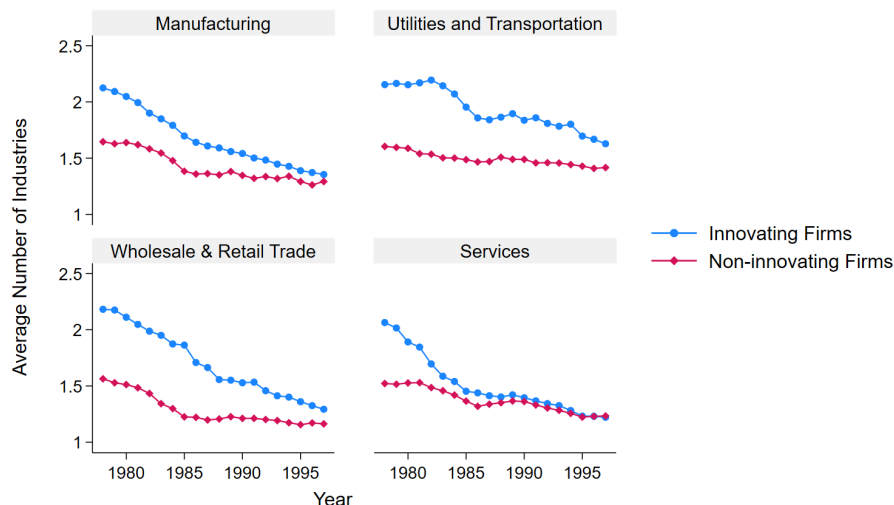 Manufacturing
Utilities and Transportation
2.5
2
1.5
1
Wholesale & Retail Trade
Services
2.5
2
1.5
1
1980
1985
1990
1995
1980
1985
1990
1995
Average Number of Industries
Year
Innovating Firms
Non-innovating Firms